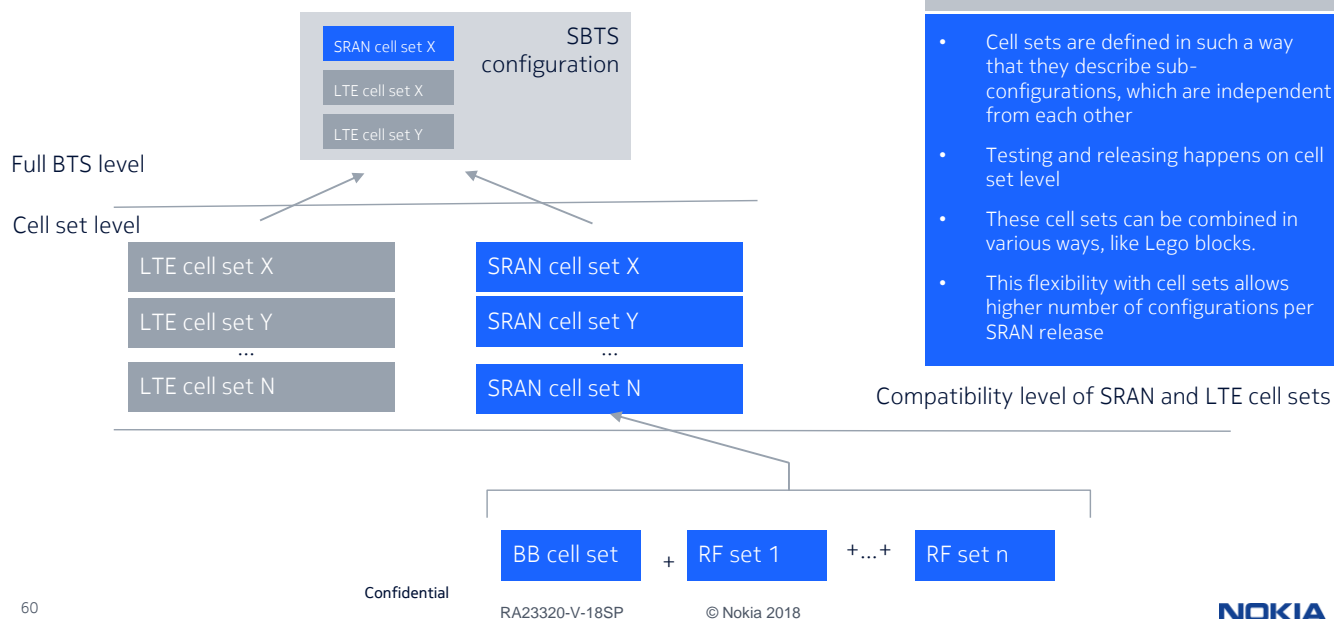 SRAN cell set X
LTE cell set X
LTE cell set Y
SBTS
configuration
• Cell sets are defined in such a way
that they describe sub-
configurations, which are independent
from each other
• Testing and releasing happens on cell
set level
• These cell sets can be combined in
various ways, like Lego blocks.
• This flexibility with cell sets allows
higher number of configurations per
SRAN release
Full BTS level
Cell set level
LTE cell set X
LTE cell set Y
...
LTE cell set N
SRAN cell set X
SRAN cell set Y
...
SRAN cell set N
Compatibility level of SRAN and LTE cell sets
BB cell set + RF set 1 +...+ RF set n
60
Confidential
RA23320-V-18SP
© Nokia 2018
NOKIA